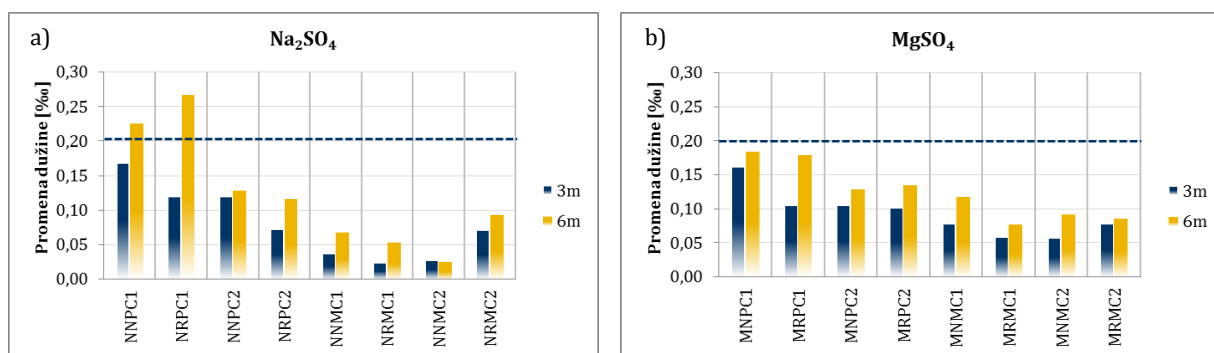 a)
Na₂SO₄
Promena dužine [‰]
0,30
0,25
0,20
0,15
0,10
0,05
0,00
NNPC1
NRPC1
NNPC2
NRPC2
NNMC1
NRMC1
NNMC2
NRMC2
3m
6m
b)
MgSO₄
Promena dužine [‰]
0,30
0,25
0,20
0,15
0,10
0,05
0,00
MNPC1
MRPC1
MNPC2
MRPC2
MNMC1
MRMC1
MNMC2
MRMC2
3m
6m